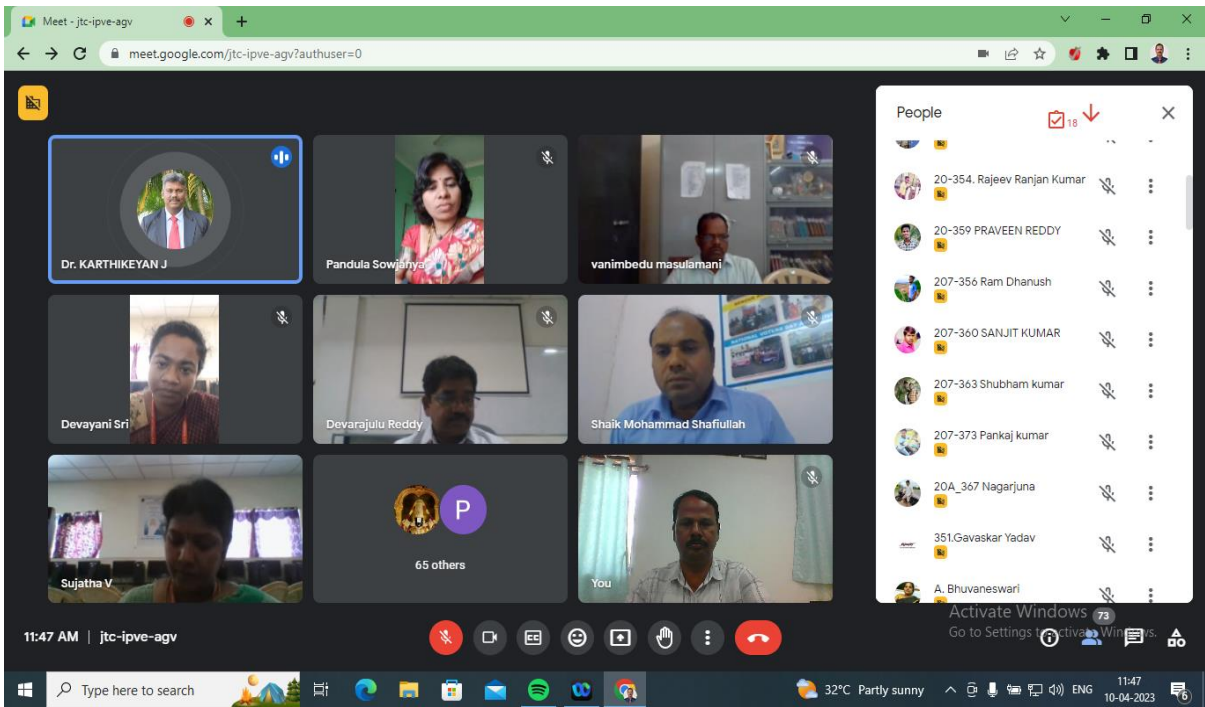 Meet - jtc-ipve-agv
meet.google.com/jtc-ipve-agv?authuser=0
Dr. KARTHIKEYAN J
Pandula Sowjanya
vanimbedu masulamani
Devayani Sri
Devarajulu Reddy
Shaik Mohammad Shafiullah
Sujatha V
P
65 others
You
People
18
20-354. Rajeev Ranjan Kumar
20-359 PRAVEEN REDDY
207-356 Ram Dhanush
207-360 SANJIT KUMAR
207-363 Shubham kumar
207-373 Pankaj kumar
20A_367 Nagarjuna
351.Gavaskar Yadav
A. Bhuvaneswari
Activate Windows
Go to Settings to activate Windows.
73
11:47 AM | jtc-ipve-agv
CC
Type here to search
32°C Partly sunny
ENG
11:47
10-04-2023
6